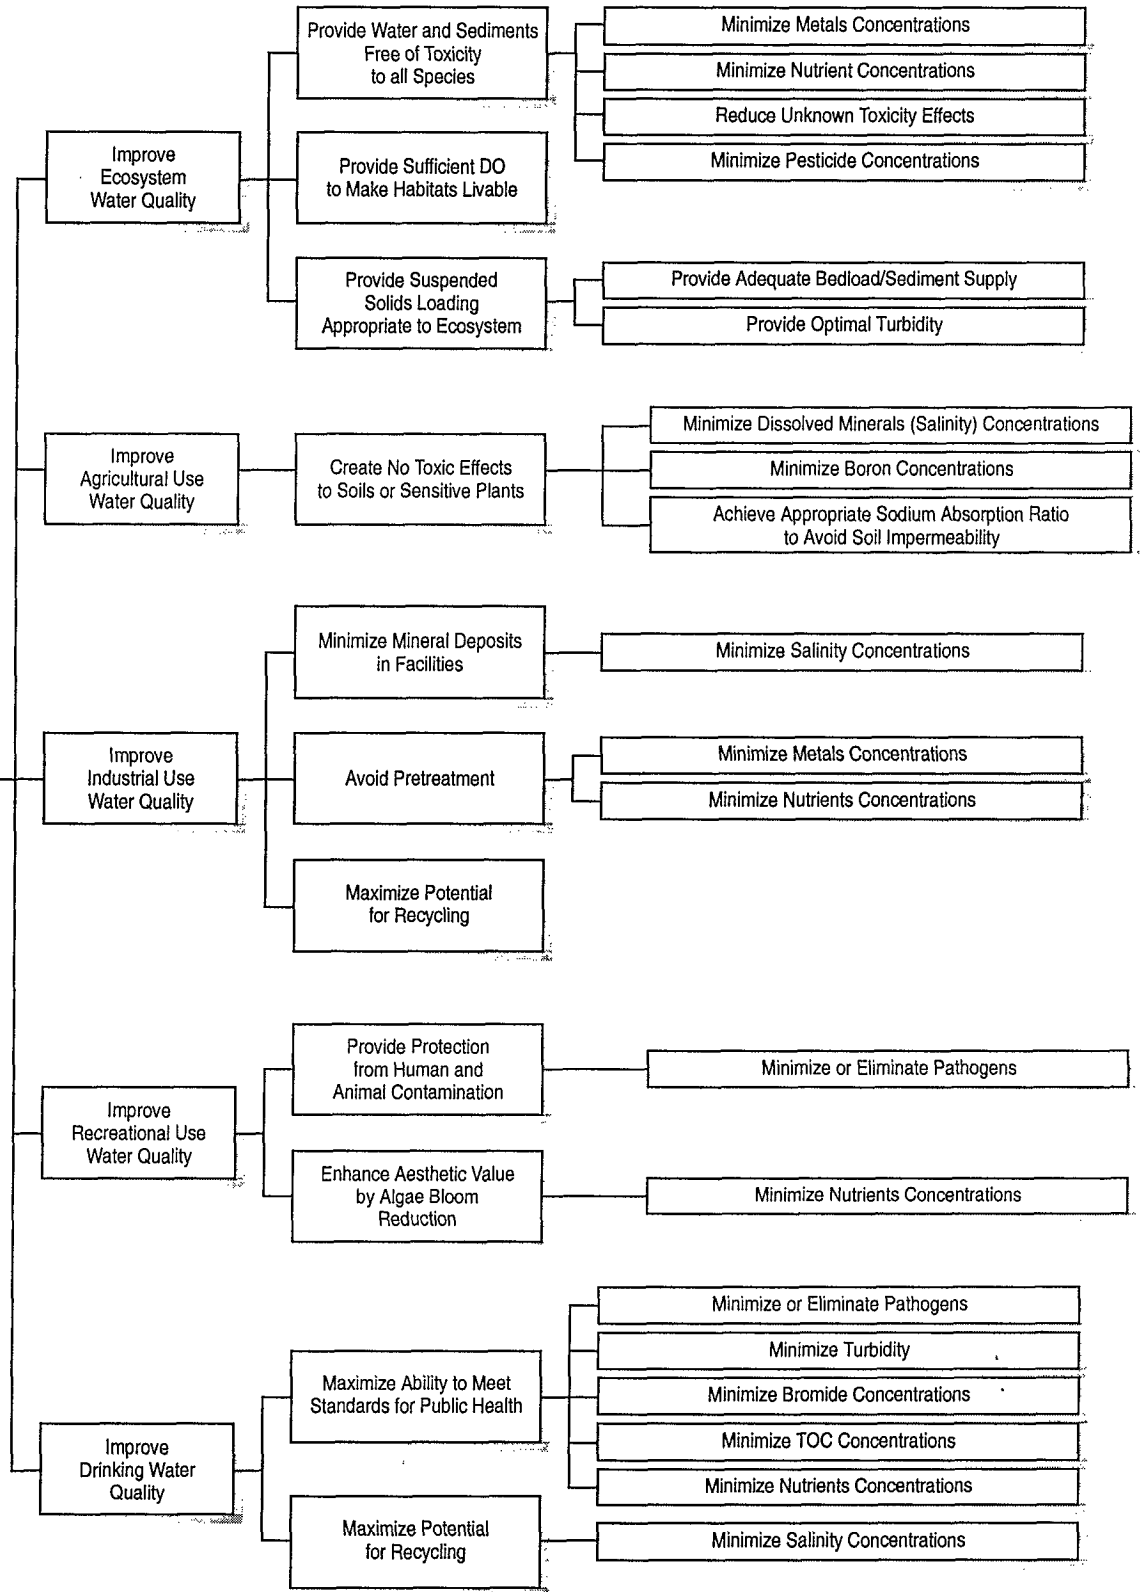 Provide Water and Sediments
Free of Toxicity
to all Species
Minimize Metals Concentrations
Minimize Nutrient Concentrations
Reduce Unknown Toxicity Effects
Minimize Pesticide Concentrations
Improve
Ecosystem
Water Quality
Provide Sufficient DO
to Make Habitats Livable
Provide Suspended
Solids Loading
Appropriate to Ecosystem
Provide Adequate Bedload/Sediment Supply
Provide Optimal Turbidity
Improve
Agricultural Use
Water Quality
Create No Toxic Effects
to Soils or Sensitive Plants
Minimize Dissolved Minerals (Salinity) Concentrations
Minimize Boron Concentrations
Achieve Appropriate Sodium Absorption Ratio
to Avoid Soil Impermeability
Improve
Industrial Use
Water Quality
Minimize Mineral Deposits
in Facilities
Minimize Salinity Concentrations
Avoid Pretreatment
Minimize Metals Concentrations
Minimize Nutrients Concentrations
Maximize Potential
for Recycling
Improve
Recreational Use
Water Quality
Provide Protection
from Human and
Animal Contamination
Minimize or Eliminate Pathogens
Enhance Aesthetic Value
by Algae Bloom
Reduction
Minimize Nutrients Concentrations
Improve
Drinking Water
Quality
Maximize Ability to Meet
Standards for Public Health
Minimize or Eliminate Pathogens
Minimize Turbidity
Minimize Bromide Concentrations
Minimize TOC Concentrations
Minimize Nutrients Concentrations
Maximize Potential
for Recycling
Minimize Salinity Concentrations